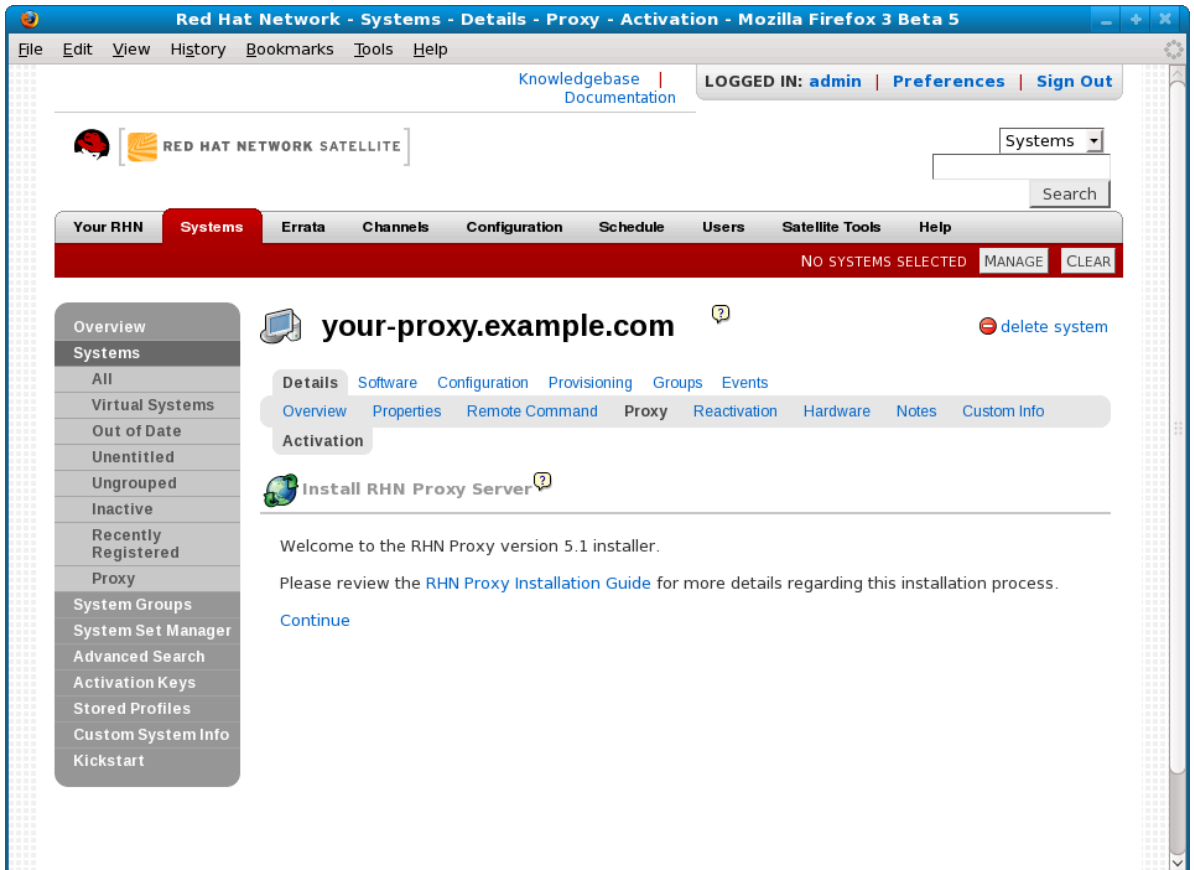 Red Hat Network - Systems - Details - Proxy - Activation - Mozilla Firefox 3 Beta 5
File Edit View History Bookmarks Tools Help
Knowledgebase |
Documentation
LOGGED IN: admin | Preferences | Sign Out
RED HAT NETWORK SATELLITE
Systems
Search
Your RHN Systems Errata Channels Configuration Schedule Users Satellite Tools Help
NO SYSTEMS SELECTED MANAGE CLEAR
Overview
Systems
All
Virtual Systems
Out of Date
Unentitled
Ungrouped
Inactive
Recently
Registered
Proxy
System Groups
System Set Manager
Advanced Search
Activation Keys
Stored Profiles
Custom System Info
Kickstart
your-proxy.example.com ?
delete system
Details Software Configuration Provisioning Groups Events
Overview Properties Remote Command Proxy Reactivation Hardware Notes Custom Info
Activation
Install RHN Proxy Server ?
Welcome to the RHN Proxy version 5.1 installer.
Please review the RHN Proxy Installation Guide for more details regarding this installation process.
Continue